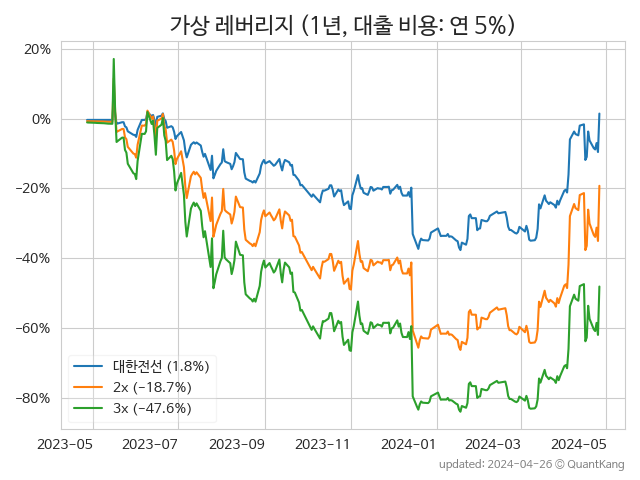 가상 레버리지 (1년, 대출 비용: 연 5%)
20%
0%
−20%
−40%
−60%
−80%
대한전선 (1.8%)
2x (−18.7%)
3x (−47.6%)
2023-05 2023-07 2023-09 2023-11 2024-01 2024-03 2024-05
updated: 2024-04-26 © QuantKang